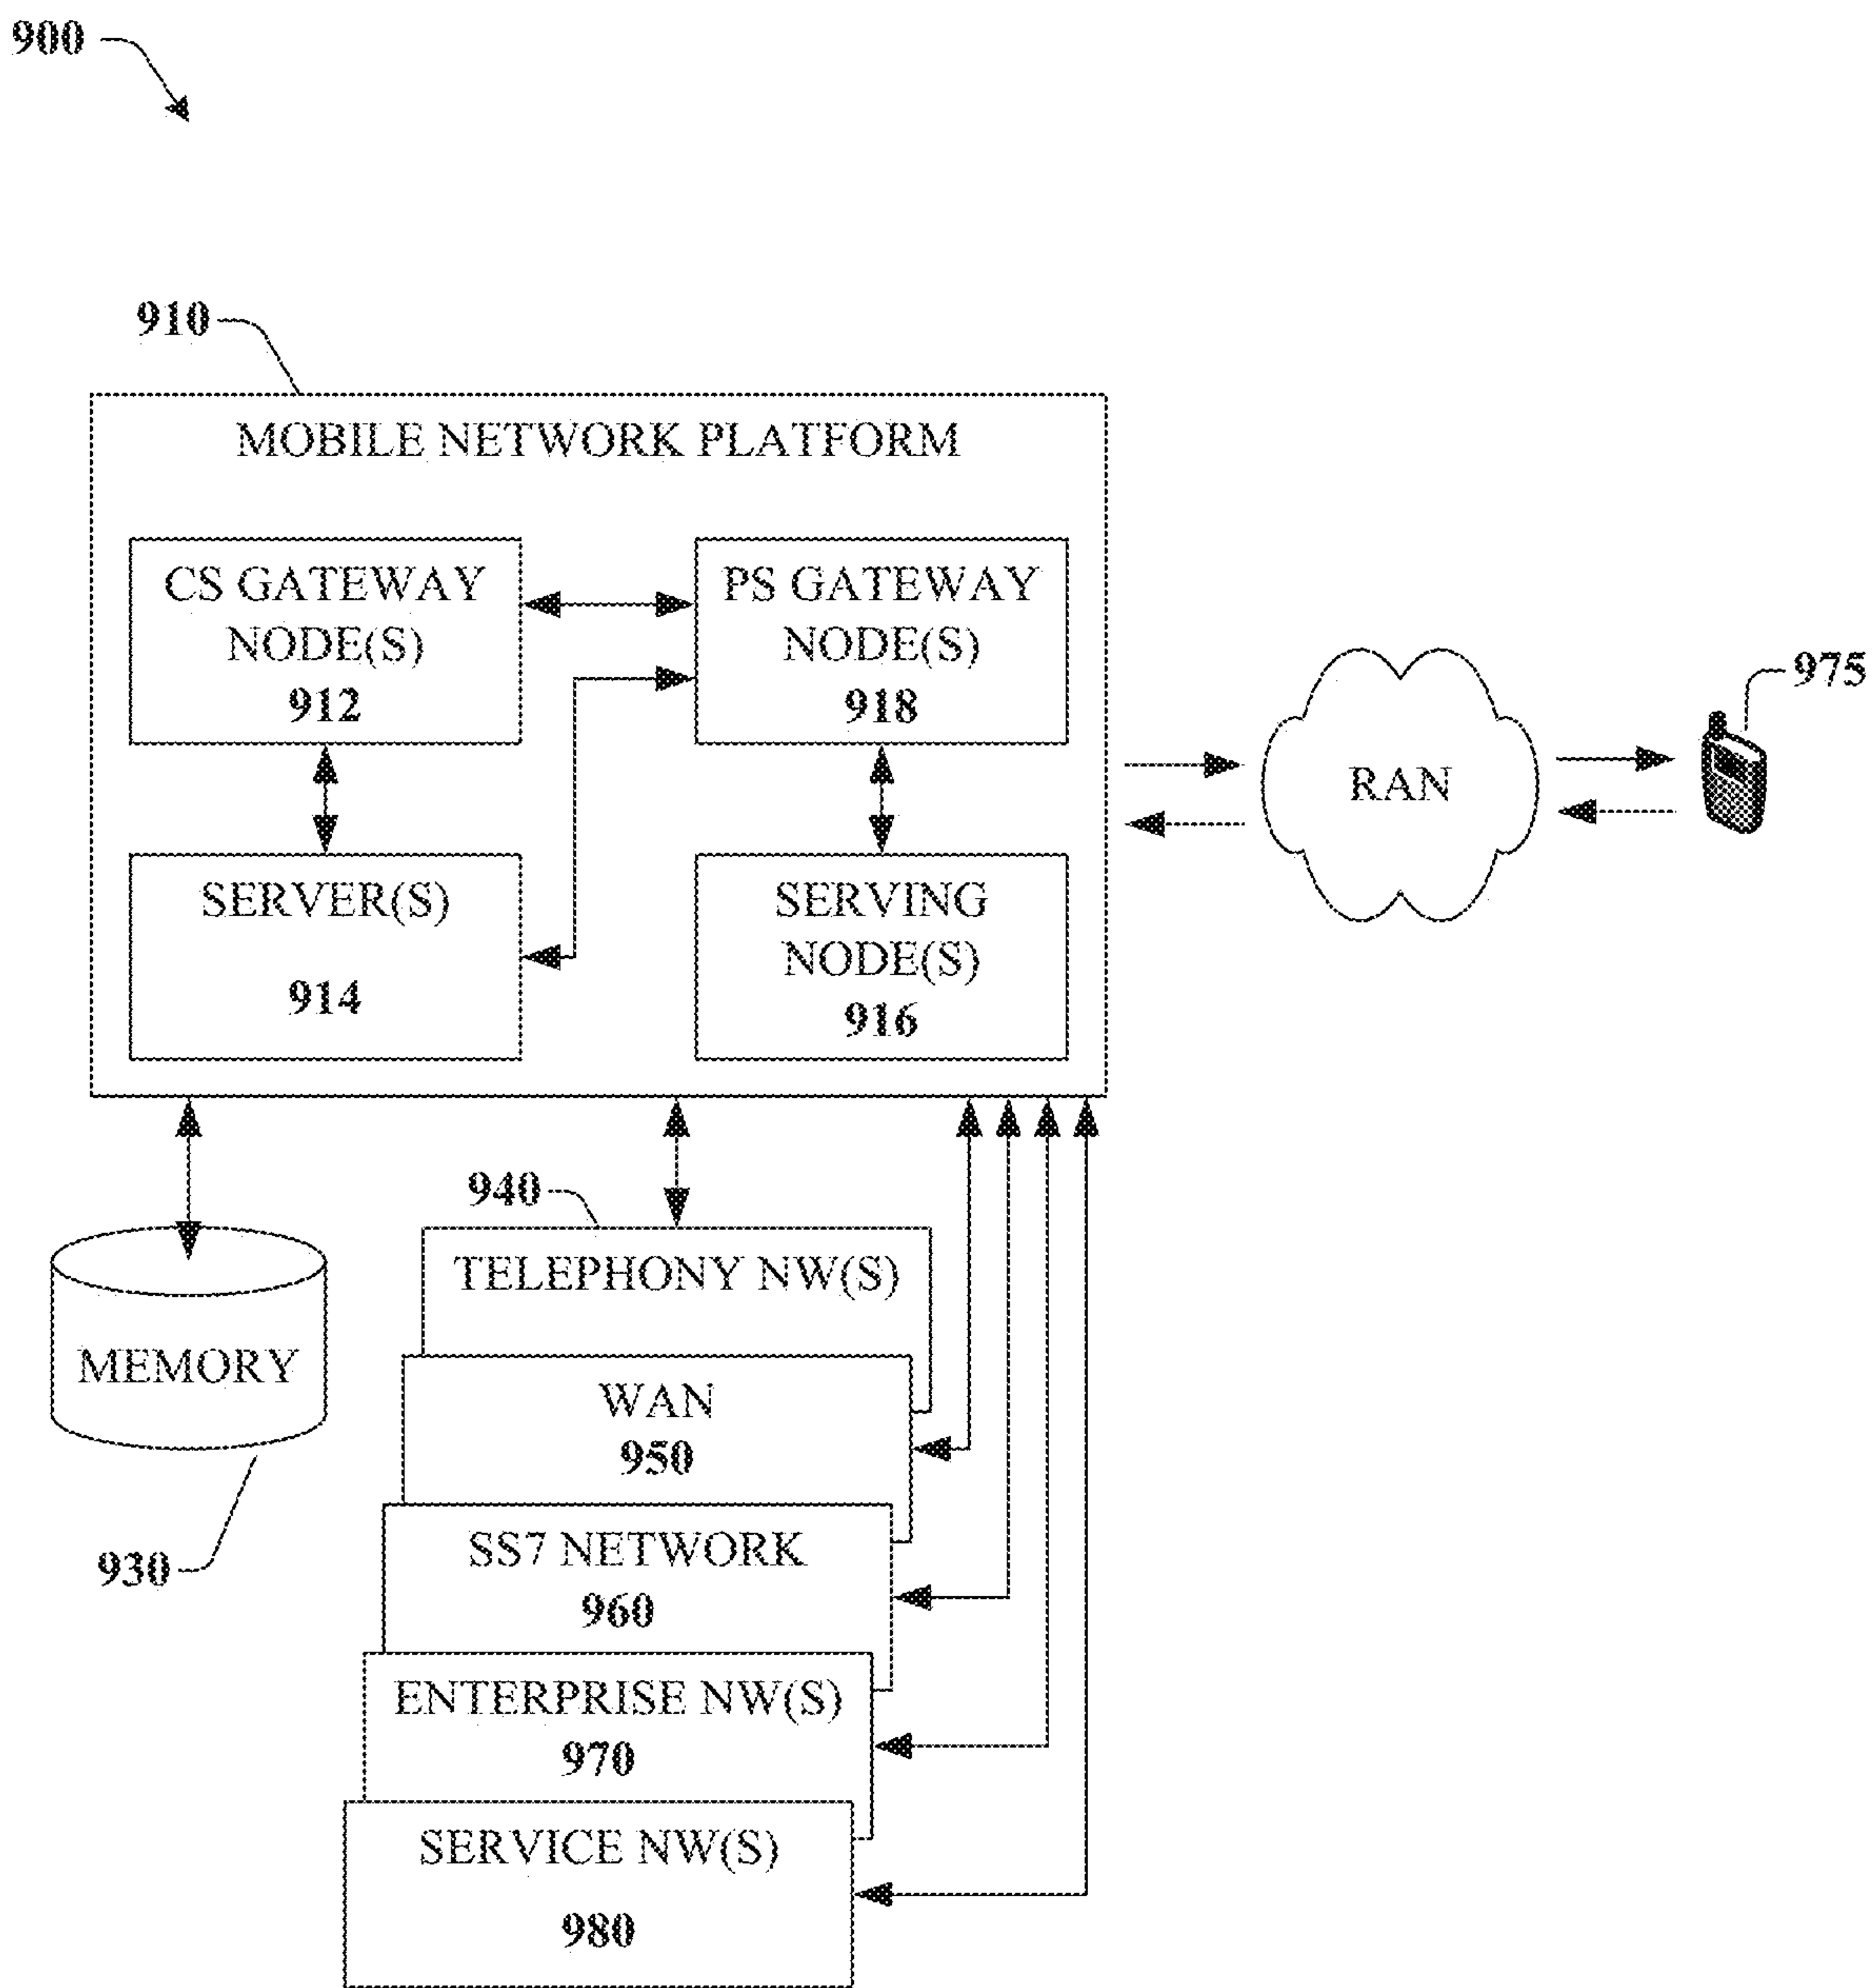 900
910
MOBILE NETWORK PLATFORM
CS GATEWAY
NODE(S)
912
PS GATEWAY
NODE(S)
918
SERVER(S)
914
SERVING
NODE(S)
916
RAN
975
940
TELEPHONY NW(S)
MEMORY
930
WAN
950
SS7 NETWORK
960
ENTERPRISE NW(S)
970
SERVICE NW(S)
980